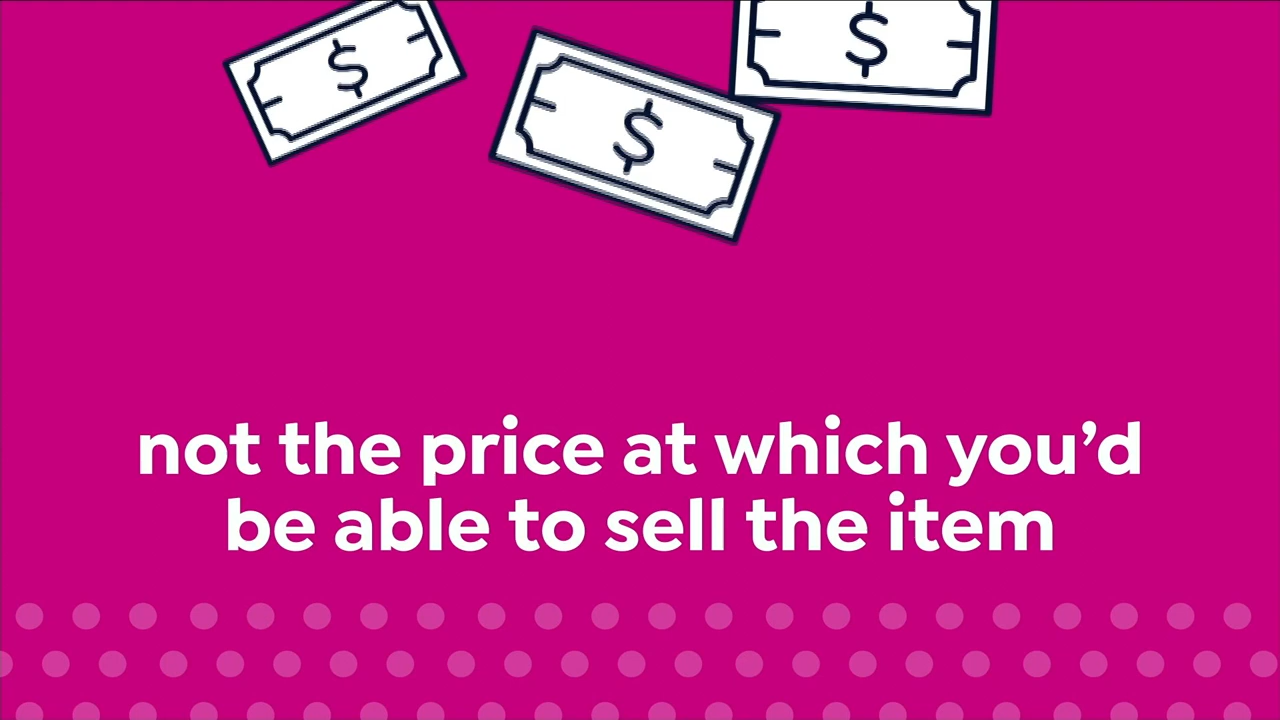 $
$
$
not the price at which you’d
be able to sell the item